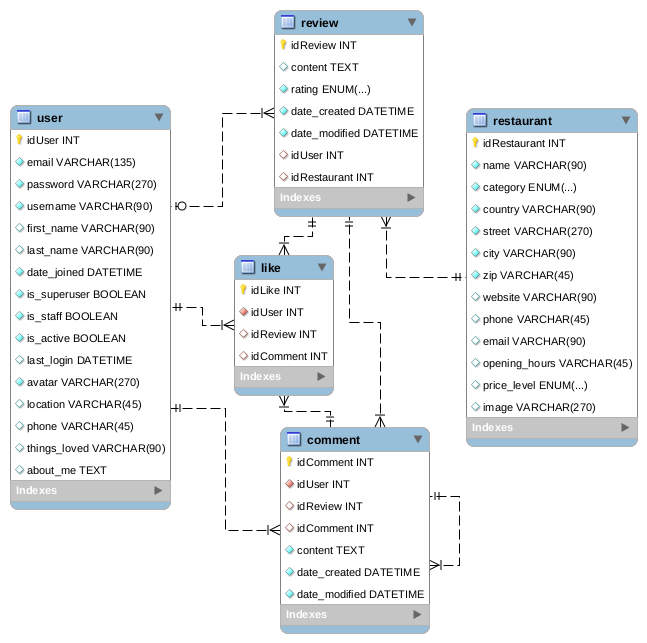 review
idReview INT
content TEXT
rating ENUM(...)
date_created DATETIME
date_modified DATETIME
idUser INT
idRestaurant INT
Indexes
user
idUser INT
email VARCHAR(135)
password VARCHAR(270)
username VARCHAR(90)
first_name VARCHAR(90)
last_name VARCHAR(90)
date_joined DATETIME
is_superuser BOOLEAN
is_staff BOOLEAN
is_active BOOLEAN
last_login DATETIME
avatar VARCHAR(270)
location VARCHAR(45)
phone VARCHAR(45)
things_loved VARCHAR(90)
about_me TEXT
Indexes
restaurant
idRestaurant INT
name VARCHAR(90)
category ENUM(...)
country VARCHAR(90)
street VARCHAR(270)
city VARCHAR(90)
zip VARCHAR(45)
website VARCHAR(90)
phone VARCHAR(45)
email VARCHAR(90)
opening_hours VARCHAR(45)
price_level ENUM(...)
image VARCHAR(270)
Indexes
like
idLike INT
idUser INT
idReview INT
idComment INT
Indexes
comment
idComment INT
idUser INT
idReview INT
idComment INT
content TEXT
date_created DATETIME
date_modified DATETIME
Indexes